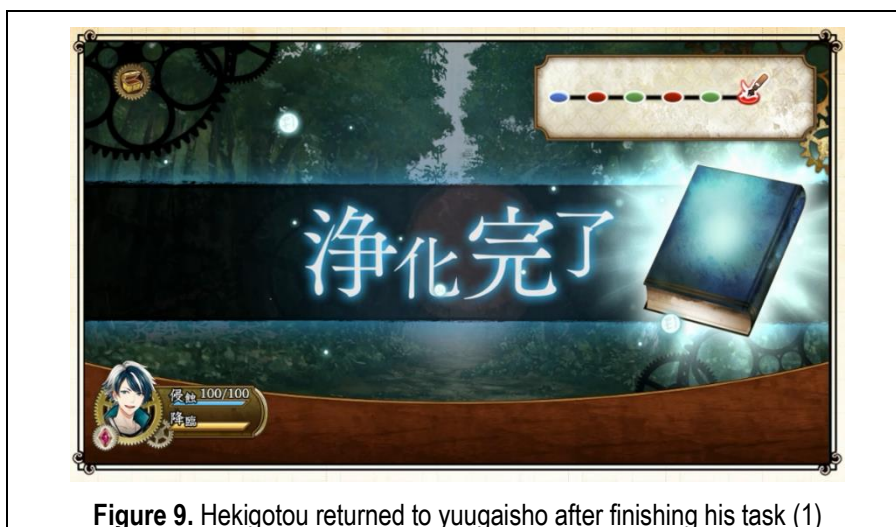 浄化完了
侵蝕 100/100
降臨
Figure 9. Hekigotou returned to yuugaisho after finishing his task (1)